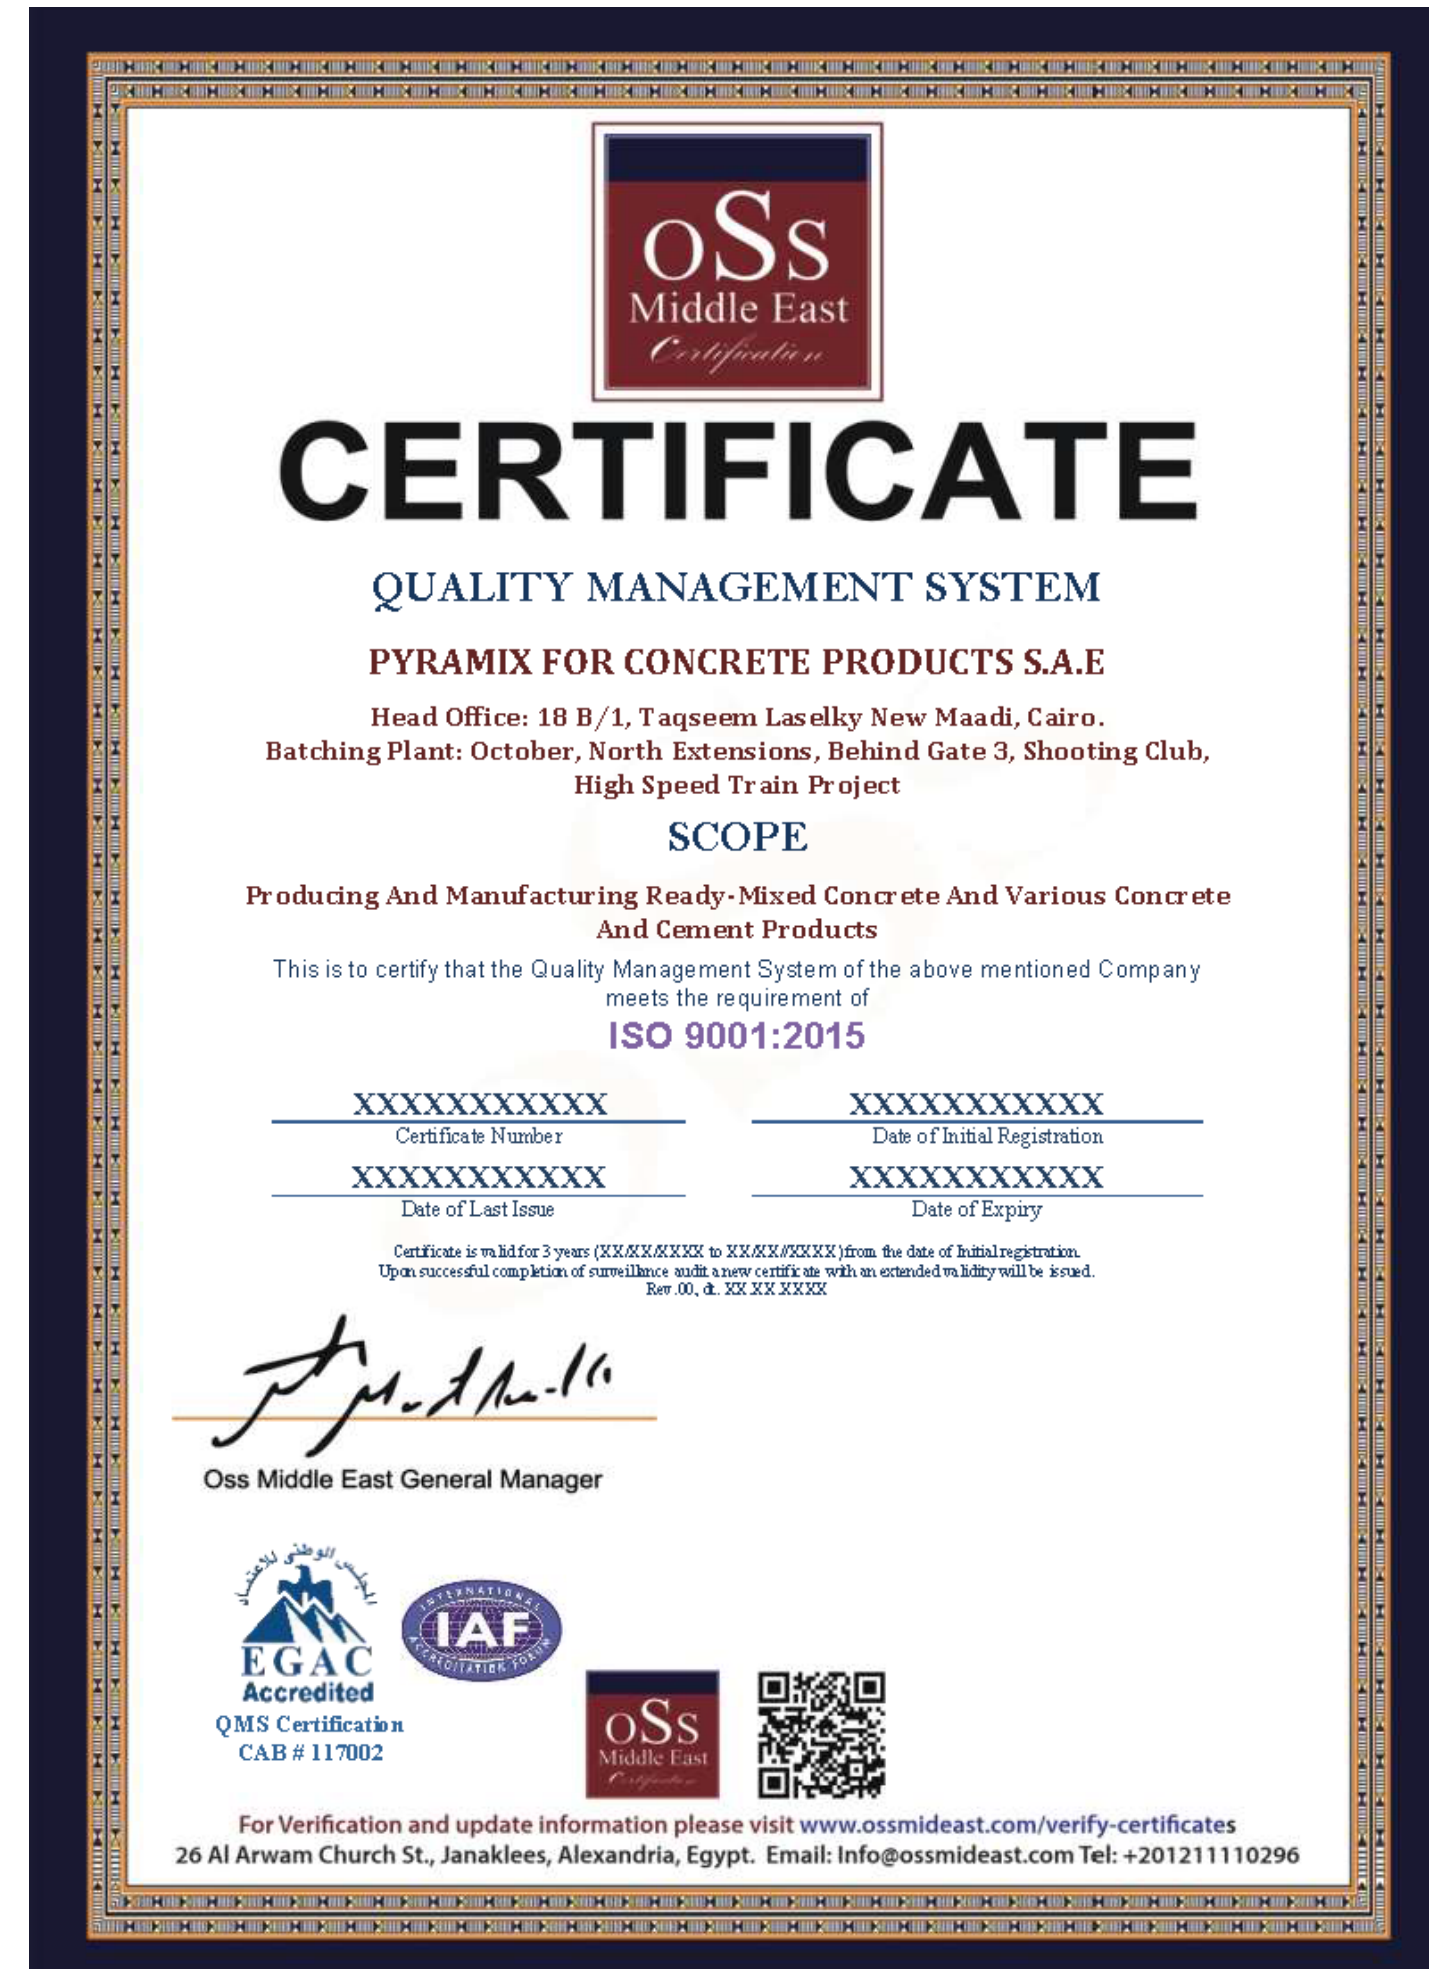 oSs
Middle East
Certification
CERTIFICATE
QUALITY MANAGEMENT SYSTEM
PYRAMIX FOR CONCRETE PRODUCTS S.A.E
Head Office: 18 B/1, Taqseem Laselky New Maadi, Cairo.
Batching Plant: October, North Extensions, Behind Gate 3, Shooting Club,
High Speed Train Project
SCOPE
Producing And Manufacturing Ready-Mixed Concrete And Various Concrete
And Cement Products
This is to certify that the Quality Management System of the above mentioned Company
meets the requirement of
ISO 9001:2015
XXXXXXXXXXX XXXXXXXXXXX
Certificate Number Date of Initial Registration
XXXXXXXXXXX XXXXXXXXXXX
Date of Last Issue Date of Expiry
Certificate is valid for 3 years (XX/XX/XXXX to XX/XX//XXXX) from the date of Initial registration.
Upon successful completion of surveillance audit a new certificate with an extended validity will be issued.
Rev .00, dt. XX.XX.XXXX
Oss Middle East General Manager
المجلس الوطنى للاعتماد
EGAC
Accredited
QMS Certification
CAB # 117002
INTERNATIONAL
IAF
ACCREDITATION FORUM
oSs
Middle East
Certification
For Verification and update information please visit www.ossmideast.com/verify-certificates
26 Al Arwam Church St., Janaklees, Alexandria, Egypt. Email: Info@ossmideast.com Tel: +201211110296